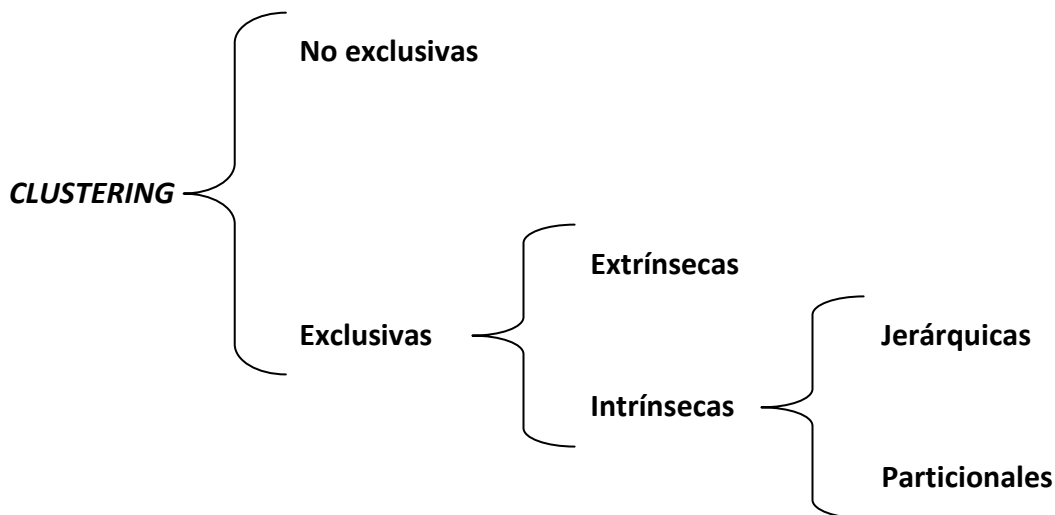 No exclusivas
CLUSTERING
Extrínsecas
Exclusivas
Jerárquicas
Intrínsecas
Particionales